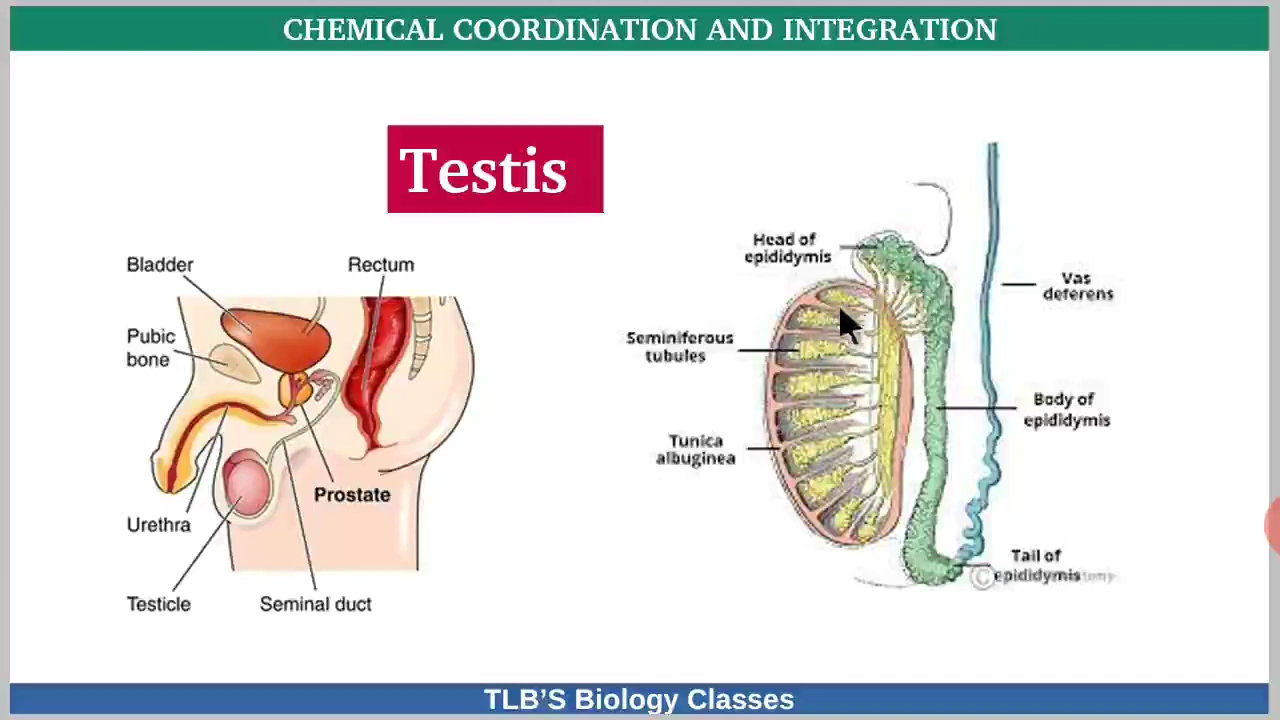 CHEMICAL COORDINATION AND INTEGRATION
Testis
Bladder
Rectum
Pubic
bone
Prostate
Urethra
Testicle
Seminal duct
Head of
epididymis
Vas
deferens
Seminiferous
tubules
Body of
epididymis
Tunica
albuginea
Tail of
epididymis
TLB'S Biology Classes